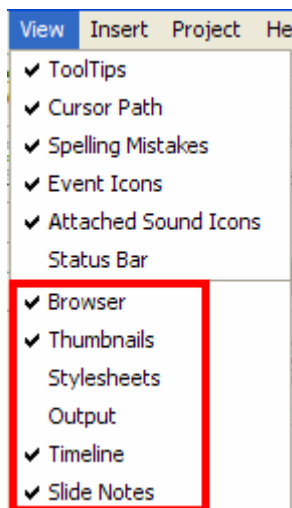 View Insert Project He
ToolTips
Cursor Path
Spelling Mistakes
Event Icons
Attached Sound Icons
Status Bar
Browser
Thumbnails
Stylesheets
Output
Timeline
Slide Notes